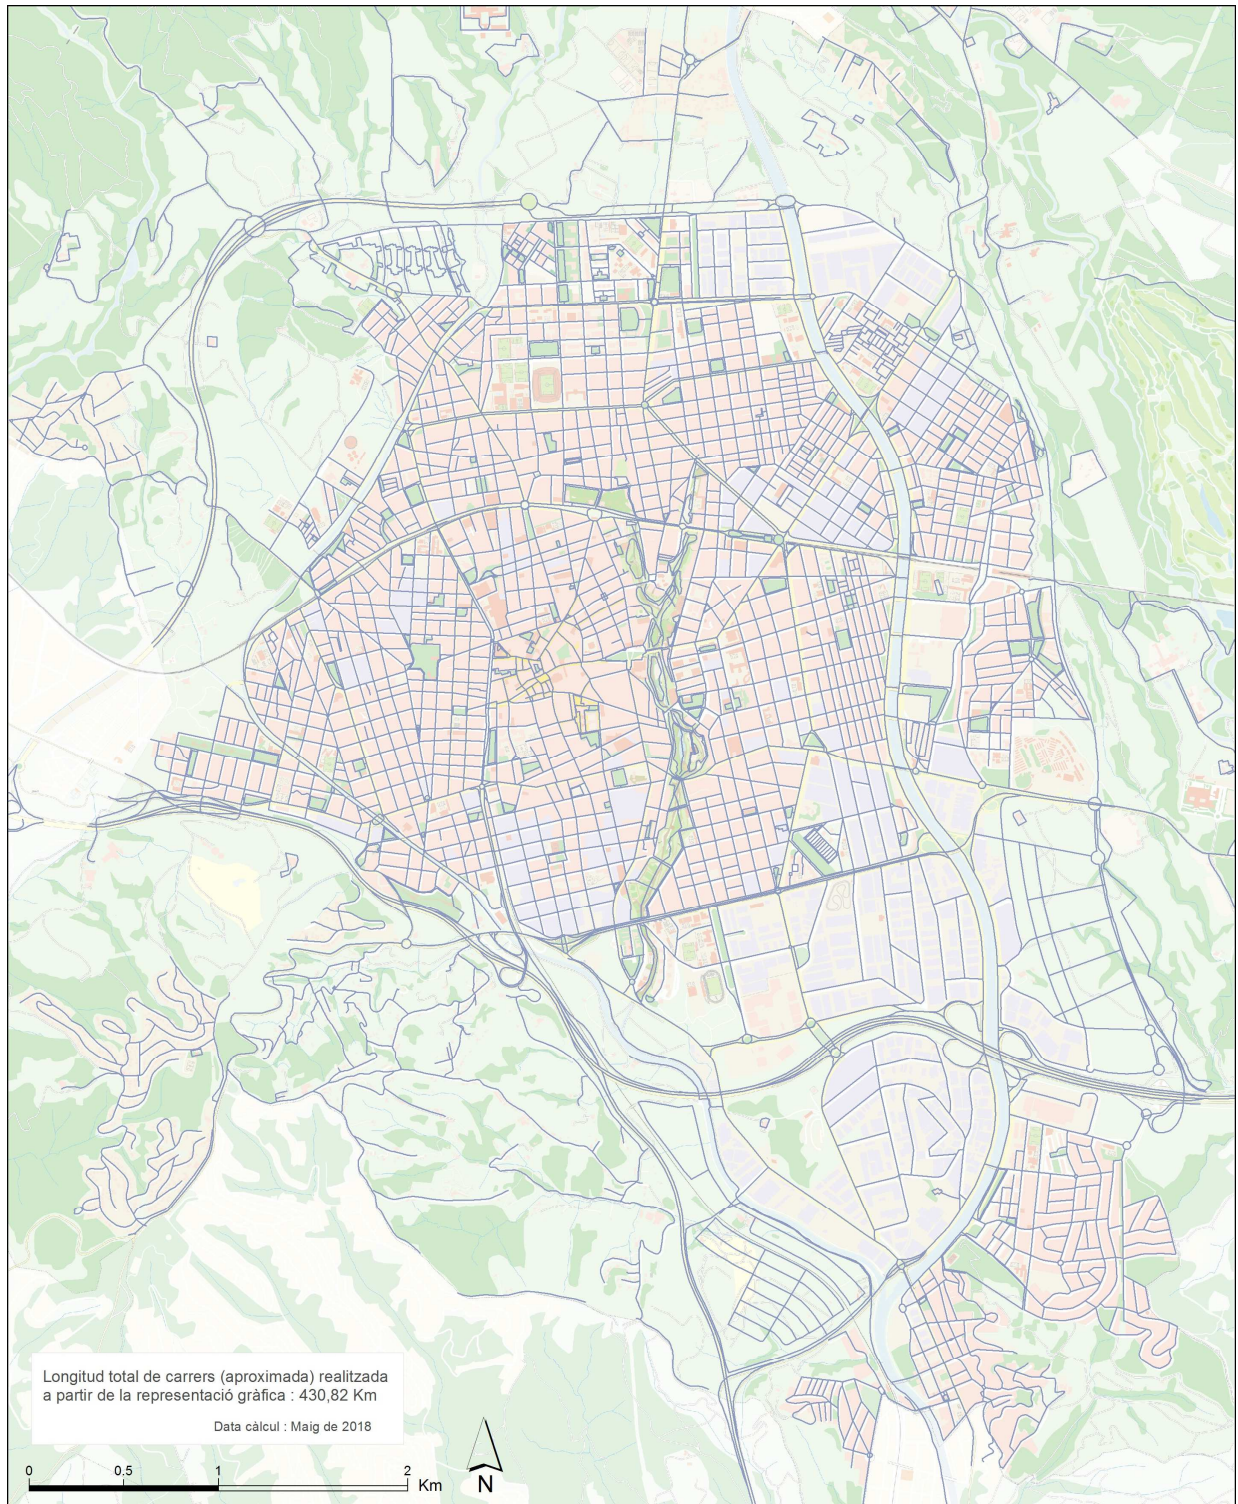 Longitud total de carrers (aproximada) realitzada
a partir de la representació gràfica : 430,82 Km
Data càlcul : Maig de 2018
0 0.5 1 2
Km
N